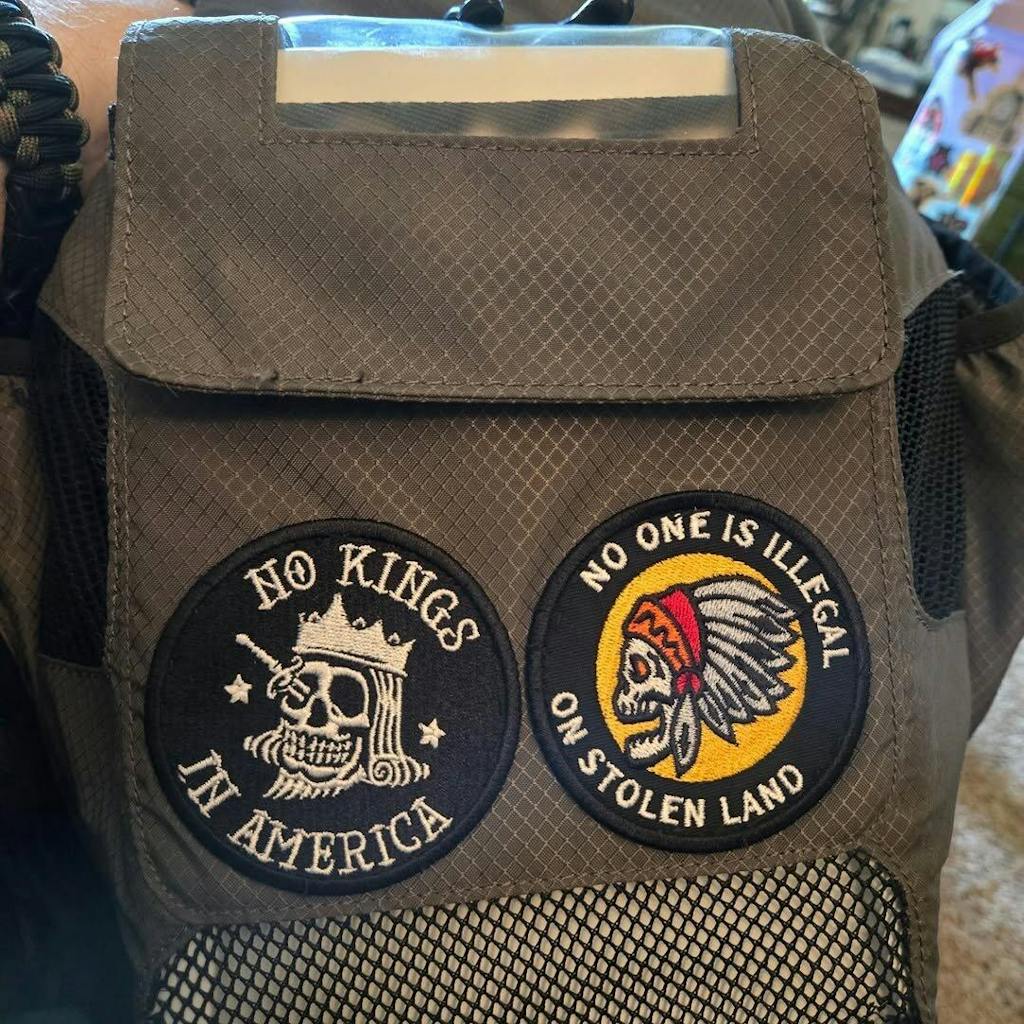 NO KINGS
IN AMERICA
NO ONE IS ILLEGAL
ON STOLEN LAND